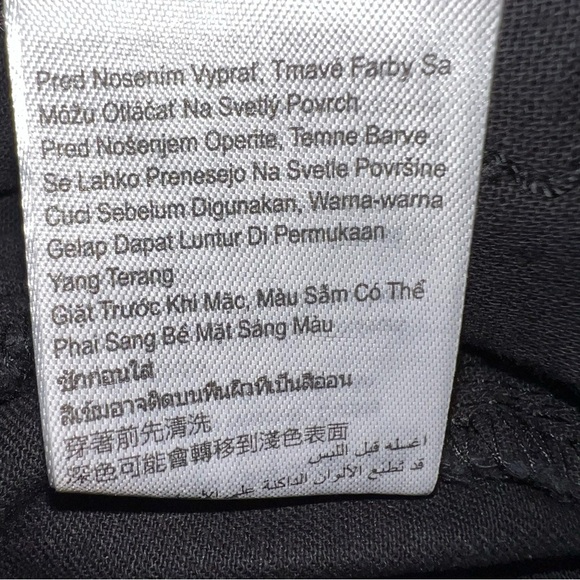 Pred Nosením Vyprať, Tmavé Farby Sa
Môžu Otláčať Na Svetlý Povrch
Pred Nošenjem Operite, Temne Barve
Se Lahko Prenesejo Na Svetle Površine
Cuci Sebelum Digunakan, Warna-warna
Gelap Dapat Luntur Di Permukaan
Yang Terang
Giặt Trước Khi Mặc, Màu Sẫm Có Thể
Phai Sang Bề Mặt Sáng Màu
ซักก่อนใส่
สีเข้มอาจติดบนพื้นผิวที่เป็นสีอ่อน
穿著前先清洗
深色可能會轉移到淺色表面
اغسله قبل اللبس
قد تطبع الألوان الداكنة على